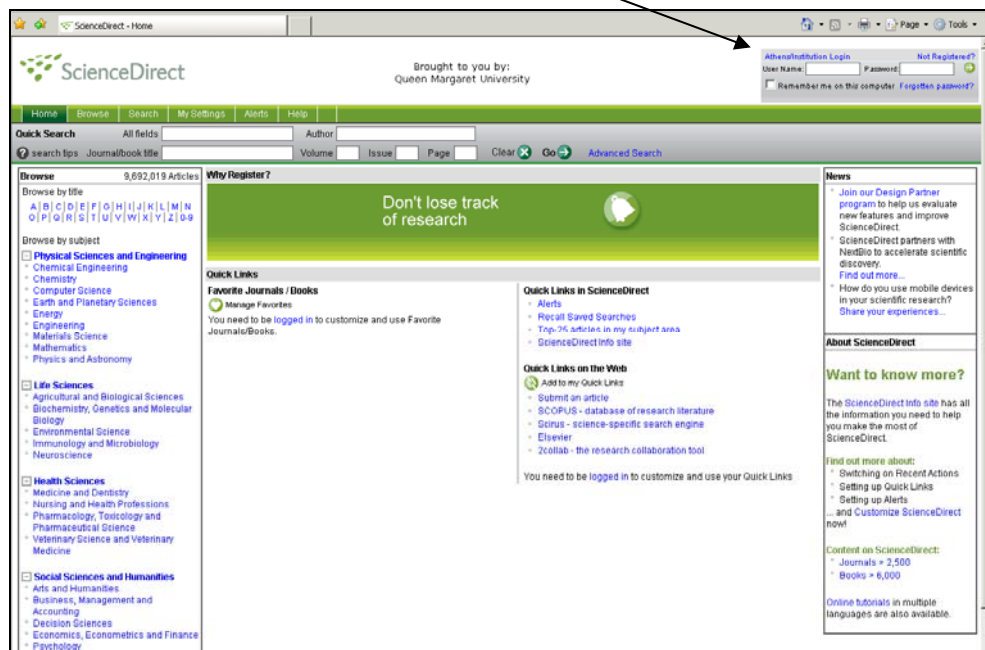 ScienceDirect - Home
Page
Tools
ScienceDirect
Brought to you by:
Queen Margaret University
Athens/Institution Login
Not Registered?
User Name:
Password:
Remember me on this computer
Forgotten password?
Home
Browse
Search
My Settings
Alerts
Help
Quick Search
All fields
Author
search tips
Journal/book title
Volume
Issue
Page
Clear
Go
Advanced Search
Browse
9,692,019 Articles
Browse by title
A | B | C | D | E | F | G | H | I | J | K | L | M | N
O | P | Q | R | S | T | U | V | W | X | Y | Z | 0-9
Browse by subject
Physical Sciences and Engineering
Chemical Engineering
Chemistry
Computer Science
Earth and Planetary Sciences
Energy
Engineering
Materials Science
Mathematics
Physics and Astronomy
Life Sciences
Agricultural and Biological Sciences
Biochemistry, Genetics and Molecular
Biology
Environmental Science
Immunology and Microbiology
Neuroscience
Health Sciences
Medicine and Dentistry
Nursing and Health Professions
Pharmacology, Toxicology and
Pharmaceutical Science
Veterinary Science and Veterinary
Medicine
Social Sciences and Humanities
Arts and Humanities
Business, Management and
Accounting
Decision Sciences
Economics, Econometrics and Finance
Psychology
Why Register?
Don't lose track
of research
Quick Links
Favorite Journals / Books
Manage Favorites
You need to be logged in to customize and use Favorite
Journals/Books.
Quick Links in ScienceDirect
Alerts
Recall Saved Searches
Top-25 articles in my subject area
ScienceDirect Info site
Quick Links on the Web
Add to my Quick Links
Submit an article
SCOPUS - database of research literature
Scirus - science-specific search engine
Elsevier
2collab - the research collaboration tool
You need to be logged in to customize and use your Quick Links
News
Join our Design Partner
program to help us evaluate
new features and improve
ScienceDirect.
ScienceDirect partners with
NextBio to accelerate scientific
discovery.
Find out more...
How do you use mobile devices
in your scientific research?
Share your experiences...
About ScienceDirect
Want to know more?
The ScienceDirect Info site has all
the information you need to help
you make the most of
ScienceDirect.
Find out more about:
Switching on Recent Actions
Setting up Quick Links
Setting up Alerts
... and Customize ScienceDirect
now!
Content on ScienceDirect:
Journals > 2,500
Books > 6,000
Online tutorials in multiple
languages are also available.